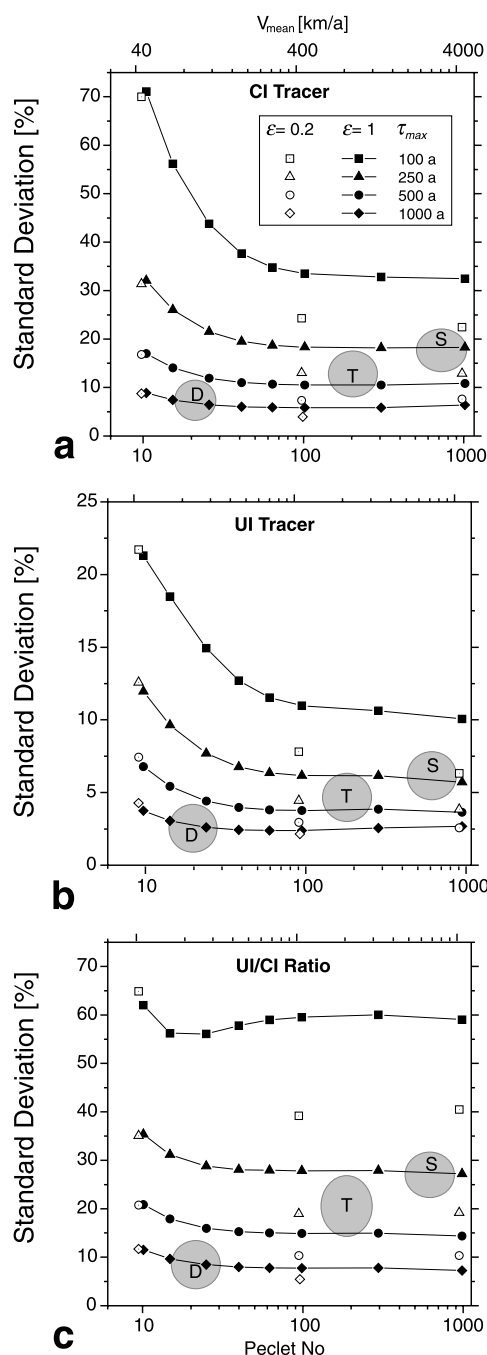 V_mean [km/a]
40 400 4000
CI Tracer
ε= 0.2 ε= 1 τ_max
100 a
250 a
500 a
1000 a
Standard Deviation [%]
70
60
50
40
30
20
10
0
S
T
D
a
10 100 1000
UI Tracer
Standard Deviation [%]
25
20
15
10
5
0
S
T
D
b
10 100 1000
UI/CI Ratio
Standard Deviation [%]
70
60
50
40
30
20
10
0
S
T
D
c
10 100 1000
Peclet No